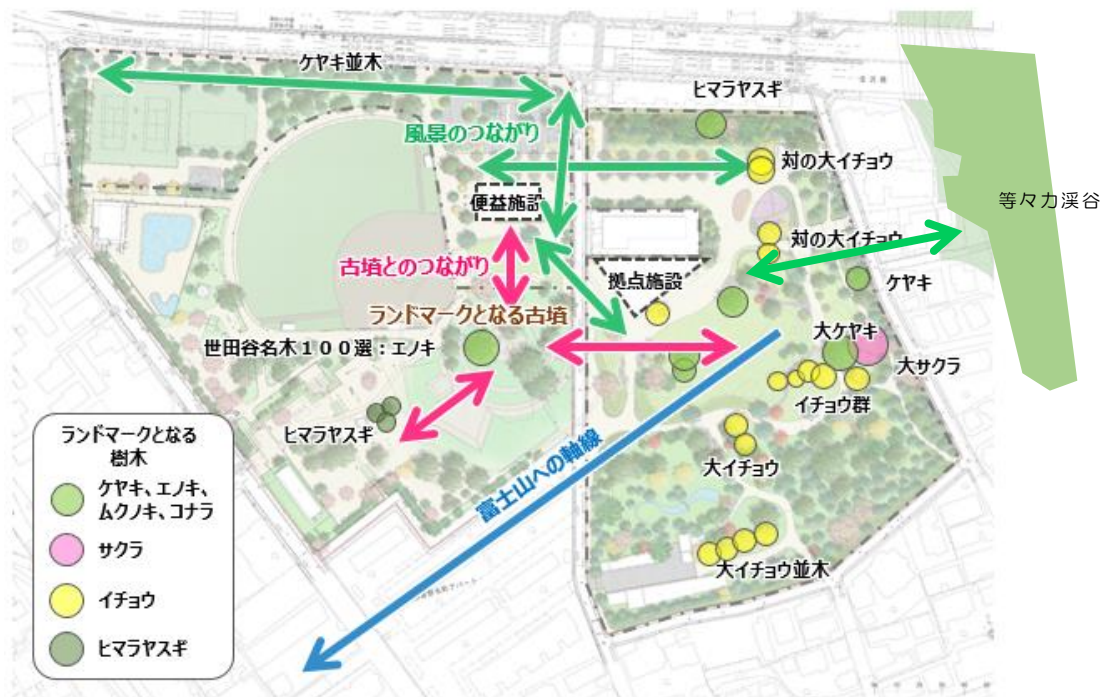 ケヤキ並木
ヒマラヤスギ
風景のつながり
対の大イチョウ
便益施設
等々力渓谷
対の大イチョウ
古墳とのつながり
拠点施設
ケヤキ
ランドマークとなる古墳
大ケヤキ
世田谷名木100選:エノキ
大サクラ
イチョウ群
ヒマラヤスギ
大イチョウ
富士山への軸線
大イチョウ並木
ランドマークとなる
樹木
ケヤキ、エノキ、
ムクノキ、コナラ
サクラ
イチョウ
ヒマラヤスギ